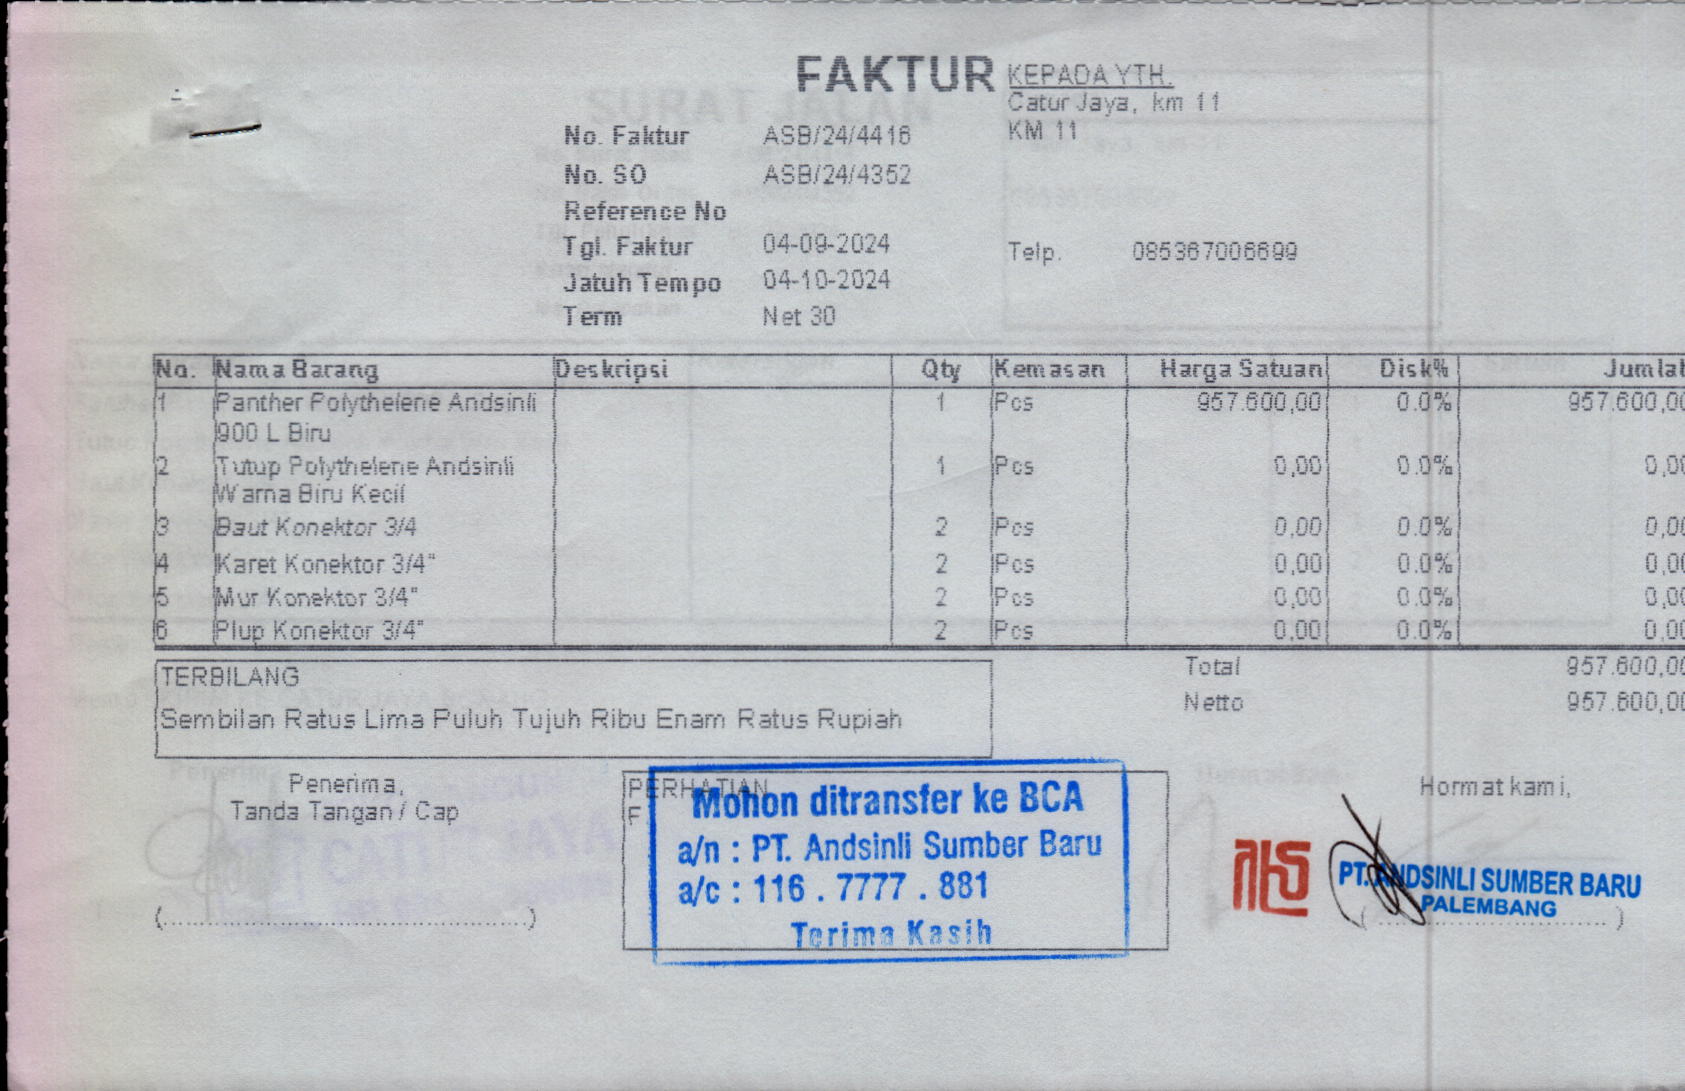 FAKTUR
KEPADA YTH.
Catur Jaya, km 11
KM 11
No. Faktur ASB/24/4416
No. SO ASB/24/4352
Reference No
Tgl. Faktur 04-09-2024
Telp. 085367006699
Jatuh Tempo 04-10-2024
Term Net 30
No. Nama Barang Deskripsi Qty Kemasan Harga Satuan Disk% Jumlah
1 Panther Polythelene Andsinli 1 Pcs 957.600,00 0.0% 957.600,00
900 L Biru
2 Tutup Polythelene Andsinli 1 Pcs 0,00 0.0% 0,00
Warna Biru Kecil
3 Baut Konektor 3/4 2 Pcs 0,00 0.0% 0,00
4 Karet Konektor 3/4" 2 Pcs 0,00 0.0% 0,00
5 Mur Konektor 3/4" 2 Pcs 0,00 0.0% 0,00
6 Plup Konektor 3/4" 2 Pcs 0,00 0.0% 0,00
TERBILANG
Sembilan Ratus Lima Puluh Tujuh Ribu Enam Ratus Rupiah
Total 957.600,00
Netto 957.600,00
Penerima,
Tanda Tangan / Cap
PERHATIAN
Mohon ditransfer ke BCA
a/n : PT. Andsinli Sumber Baru
a/c : 116 . 7777 . 881
Terima Kasih
Hormat kami,
PT. ANDSINLI SUMBER BARU
PALEMBANG